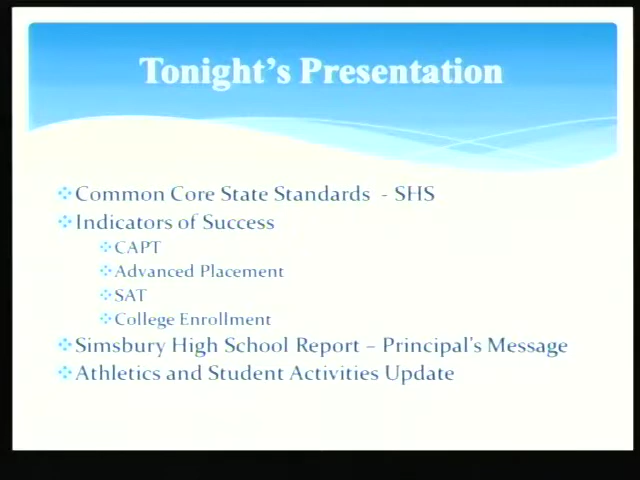 Tonight's Presentation
Common Core State Standards - SHS
Indicators of Success
CAPT
Advanced Placement
SAT
College Enrollment
Simsbury High School Report – Principal's Message
Athletics and Student Activities Update